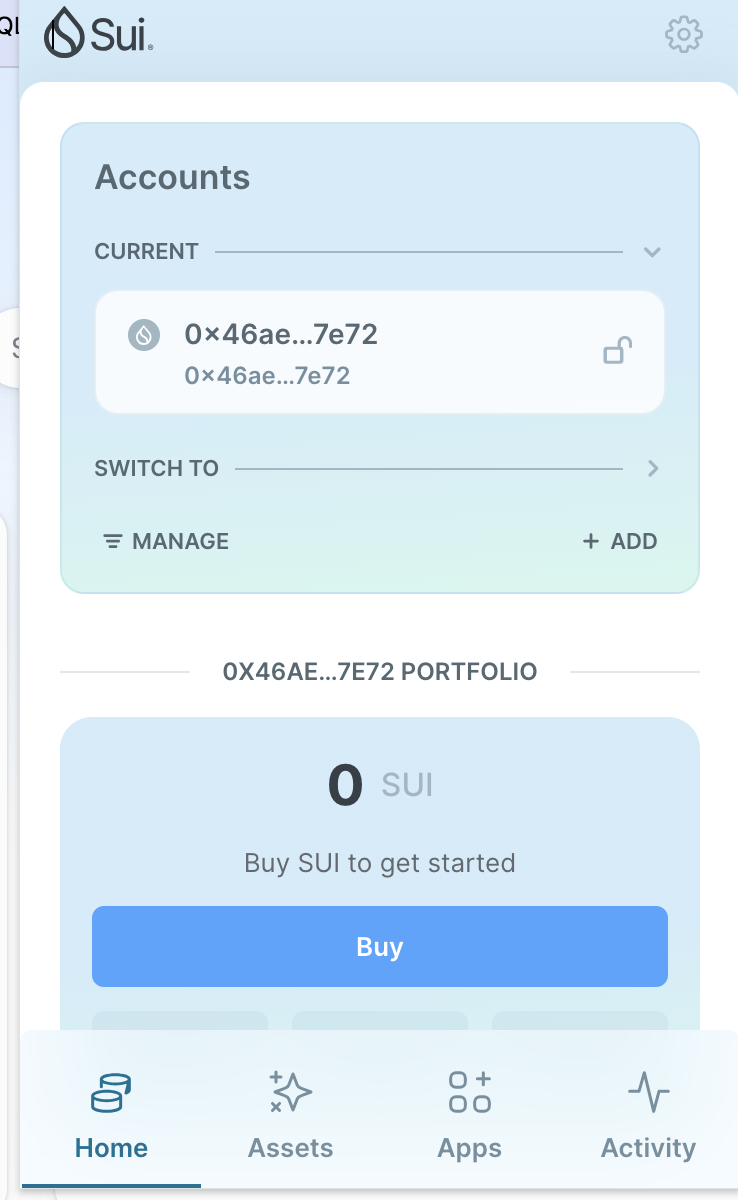 Sui
Accounts
CURRENT
0×46ae...7e72
0×46ae...7e72
SWITCH TO
MANAGE
+ ADD
0X46AE...7E72 PORTFOLIO
0 SUI
Buy SUI to get started
Buy
Home
Assets
Apps
Activity